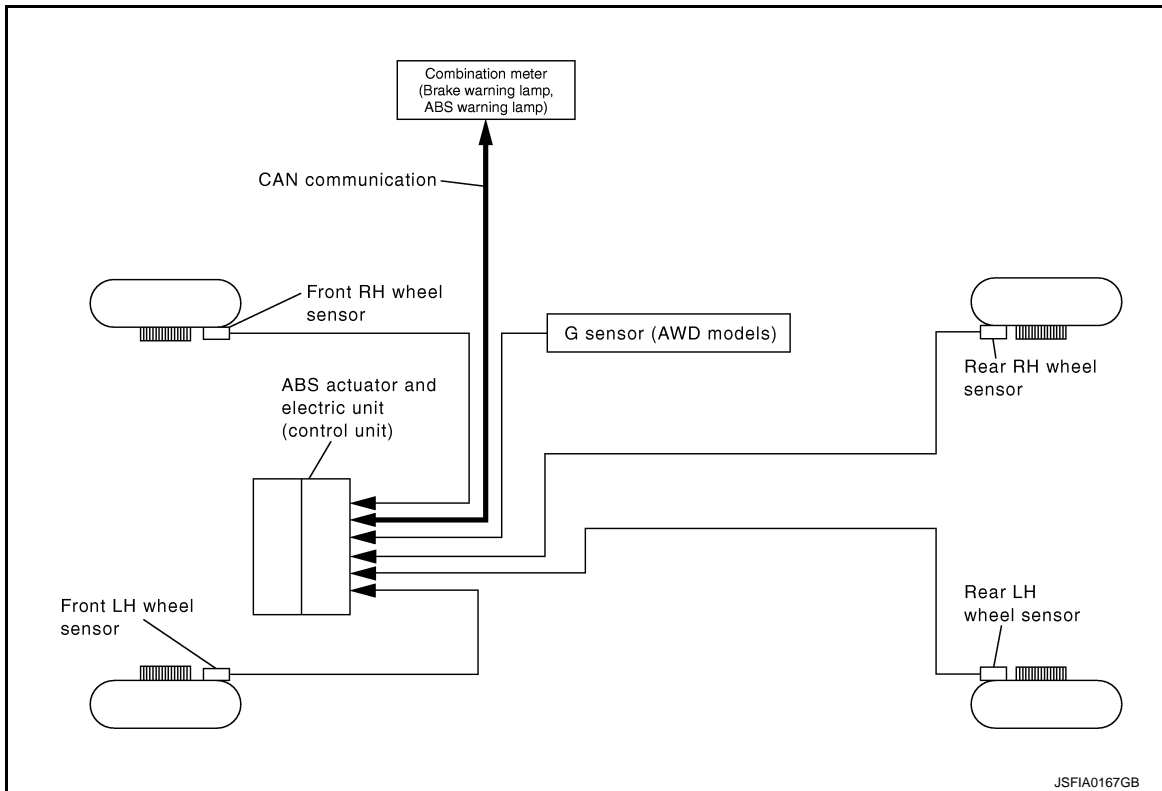 Combination meter
(Brake warning lamp,
ABS warning lamp)
CAN communication
Front RH wheel
sensor
G sensor (AWD models)
Rear RH wheel
sensor
ABS actuator and
electric unit
(control unit)
Front LH wheel
sensor
Rear LH
wheel sensor
JSFIA0167GB